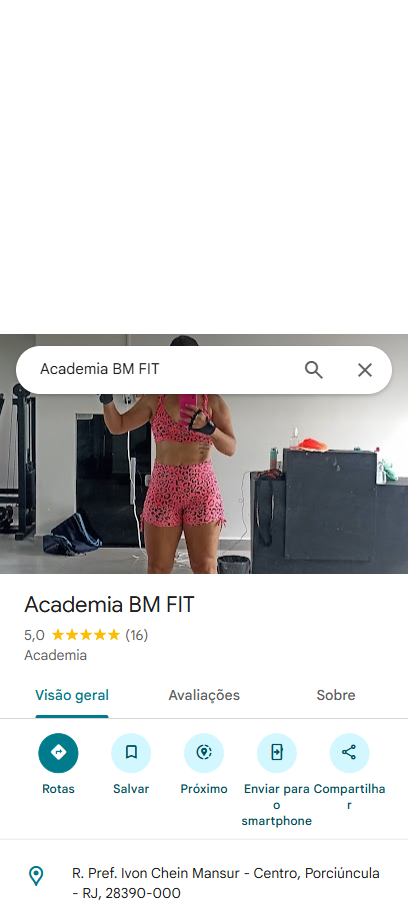 Academia BM FIT
Academia BM FIT
5,0 (16)
Academia
Visão geral
Avaliações
Sobre
Rotas
Salvar
Próximo
Enviar para
o
smartphone
Compartilha
r
R. Pref. Ivon Chein Mansur - Centro, Porciúncula
- RJ, 28390-000